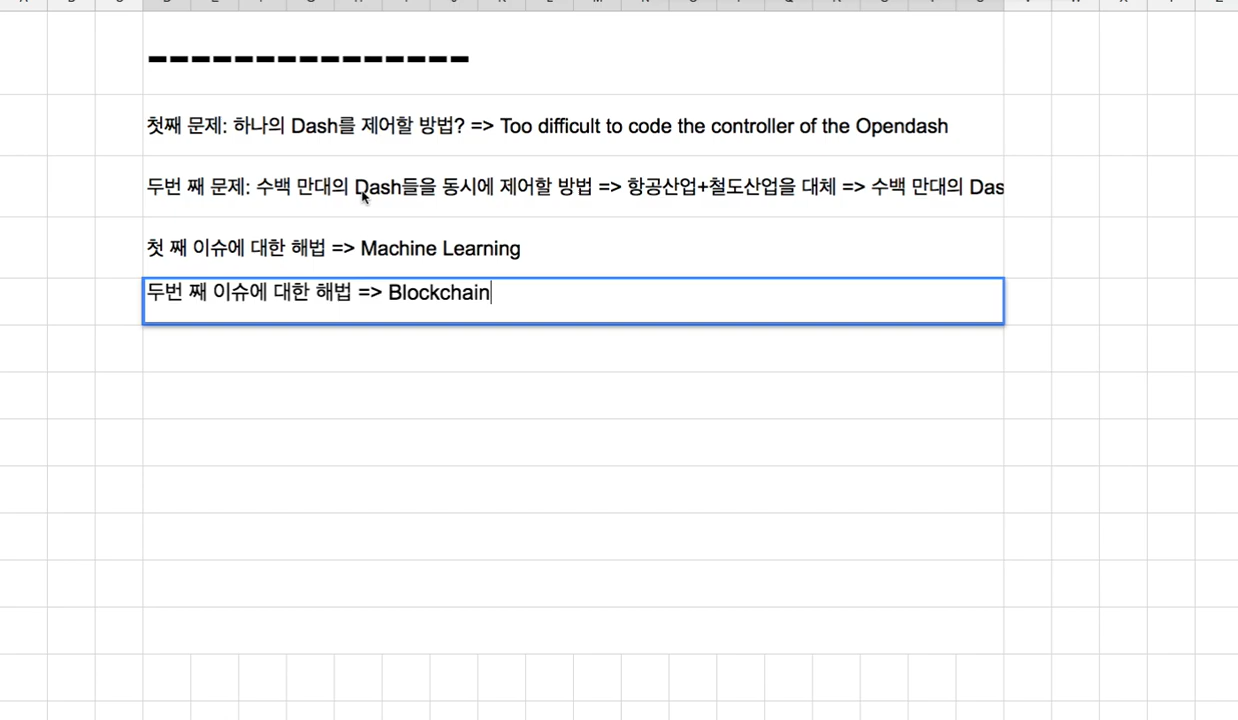 ---------------
첫째 문제: 하나의 Dash를 제어할 방법? => Too difficult to code the controller of the Opendash
두번 째 문제: 수백 만대의 Dash들을 동시에 제어할 방법 => 항공산업+철도산업을 대체 => 수백 만대의 Das
첫 째 이슈에 대한 해법 => Machine Learning
두번 째 이슈에 대한 해법 => Blockchain